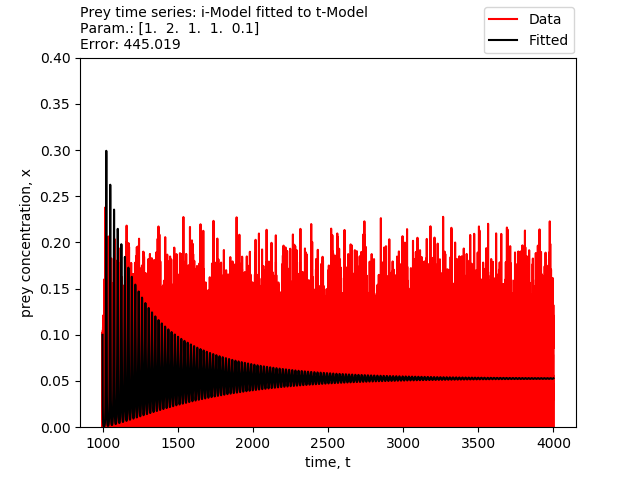 Prey time series: i-Model fitted to t-Model
Param.: [1.  2.  1.  1.  0.1]
Error: 445.019
Data
Fitted
0.40
0.35
0.30
0.25
0.20
0.15
0.10
0.05
0.00
prey concentration, x
1000 1500 2000 2500 3000 3500 4000
time, t